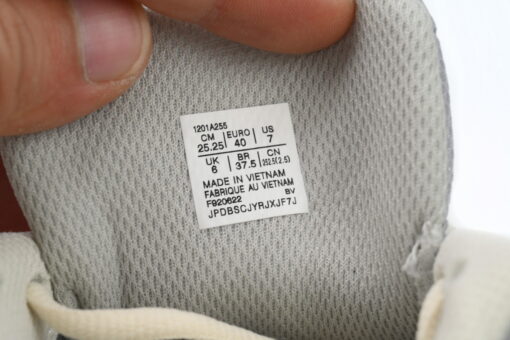 1201A255
CM | EURO | US
25.25 | 40 | 7
UK | BR | CN
6 | 37.5 | 252.5(2.5)
MADE IN VIETNAM
FABRIQUE AU VIETNAM
F920622 BV
JPDBSCJYRJXJF7J